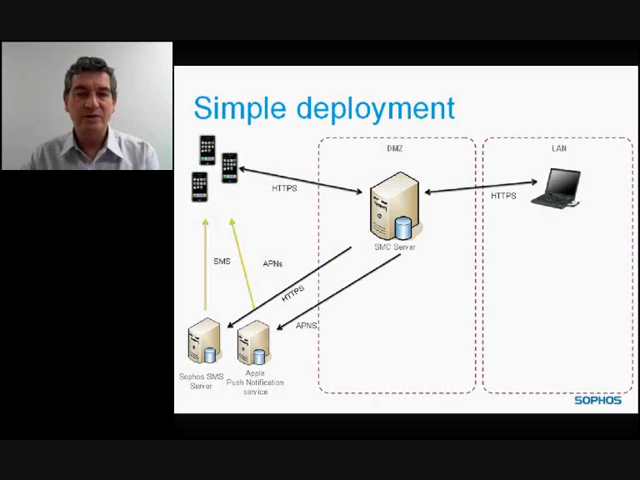 Simple deployment
DMZ
LAN
HTTPS
HTTPS
SMC Server
SMS
APNs
HTTPS
APNS
Sophos SMS
Server
Apple
Push Notification
service
SOPHOS